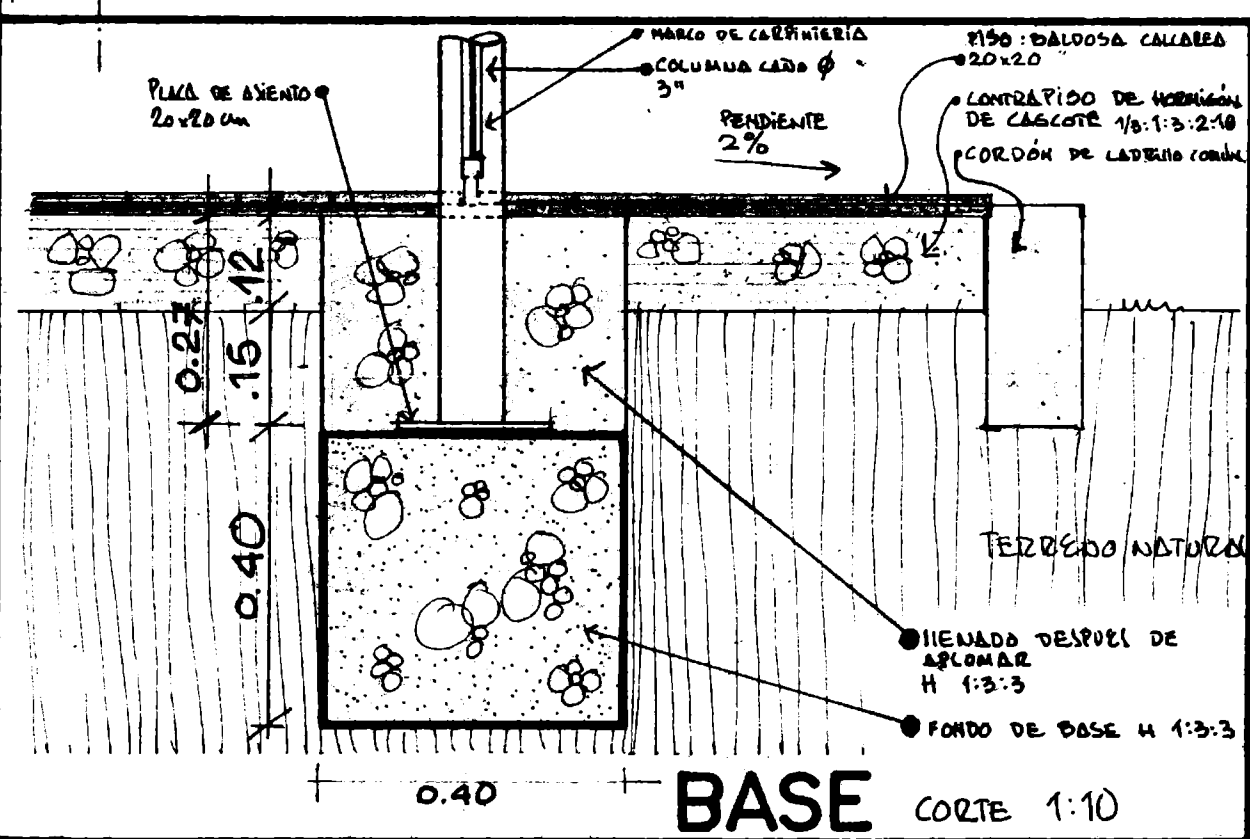 MARCO DE CARPINTERÍA
COLUMNA CAÑO Ø
3"
PISO: BALDOSA CALCAREA
20x20
PLACA DE ASIENTO
20x20 cm
CONTRAPISO DE HORMIGÓN
DE CASCOTE 1/8:1:3:2:10
CORDÓN DE LADRILLO COMÚN
PENDIENTE
2%
.12
0.27
.15
0.40
TERRENO NATURAL
LLENADO DESPUES DE
APLOMAR
H 1:3:3
FONDO DE BASE H 1:3:3
0.40
BASE CORTE 1:10